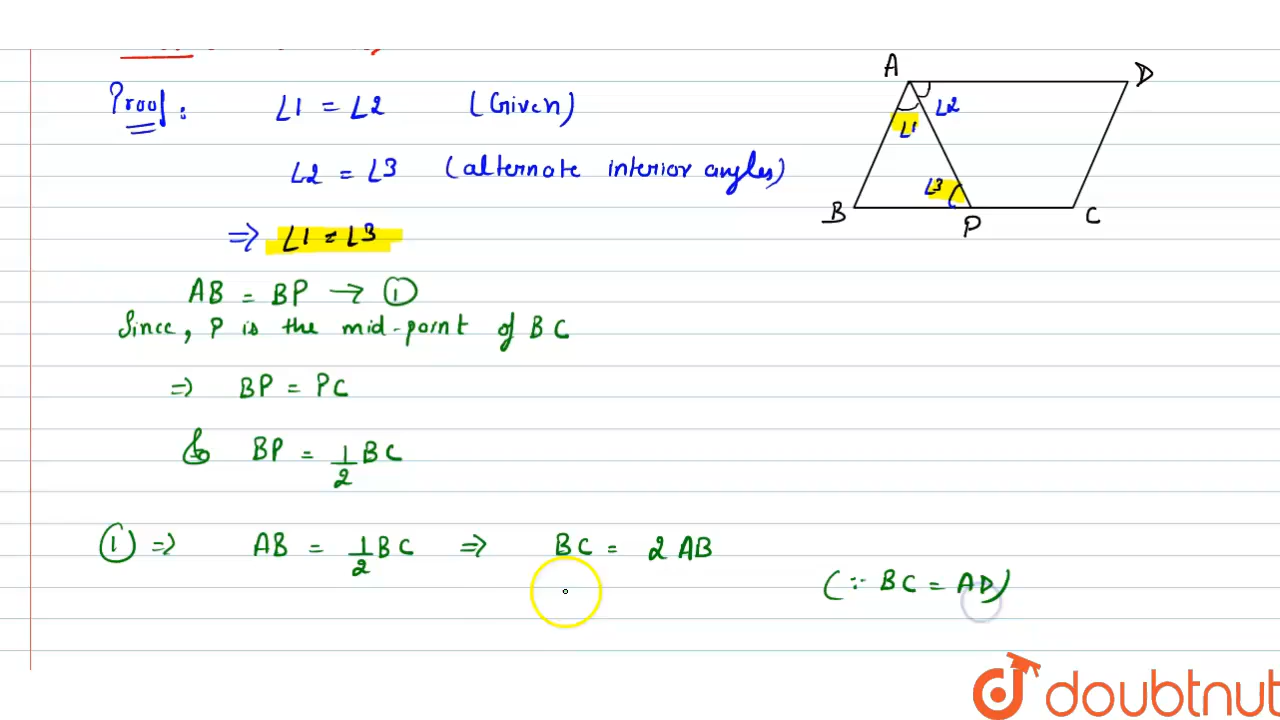 Proof : ∠1 = ∠2 (Given)
∠2 = ∠3 (alternate interior angles)
⇒ ∠1 = ∠3
AB = BP → ①
Since, P is the mid-point of BC
⇒ BP = PC
& BP = 1/2 BC
① ⇒ AB = 1/2 BC ⇒ BC = 2 AB
(∵ BC = AD)
A
D
∠1
∠2
∠3
B
P
C
doubtnut